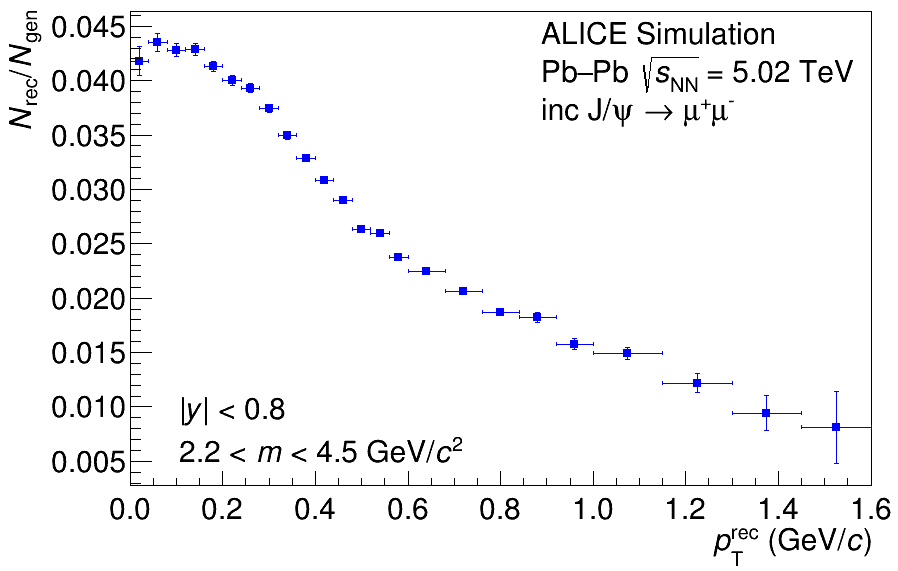 0.045
0.040
0.035
0.030
0.025
0.020
0.015
0.010
0.005
N_rec/N_gen
ALICE Simulation
Pb–Pb √s_NN = 5.02 TeV
inc J/ψ → μ⁺μ⁻
|y| < 0.8
2.2 < m < 4.5 GeV/c²
0.0 0.2 0.4 0.6 0.8 1.0 1.2 1.4 1.6
p_T^rec (GeV/c)